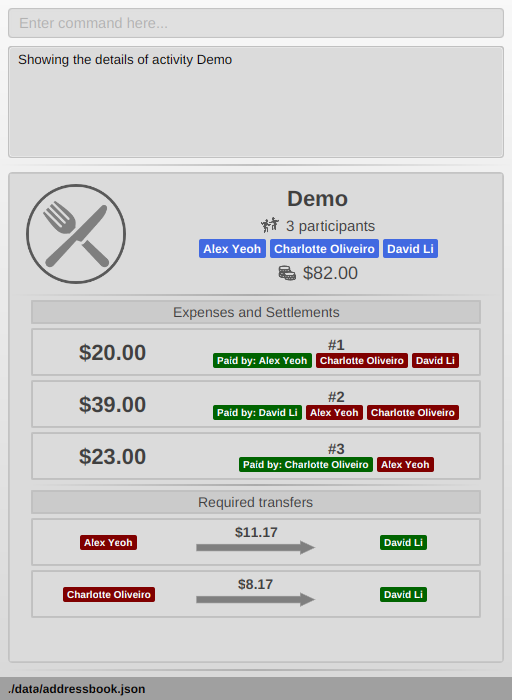 Enter command here...
Showing the details of activity Demo
Demo
3 participants
Alex Yeoh Charlotte Oliveiro David Li
$82.00
Expenses and Settlements
$20.00
#1
Paid by: Alex Yeoh Charlotte Oliveiro David Li
$39.00
#2
Paid by: David Li Alex Yeoh Charlotte Oliveiro
$23.00
#3
Paid by: Charlotte Oliveiro Alex Yeoh
Required transfers
Alex Yeoh $11.17 David Li
Charlotte Oliveiro $8.17 David Li
./data/addressbook.json